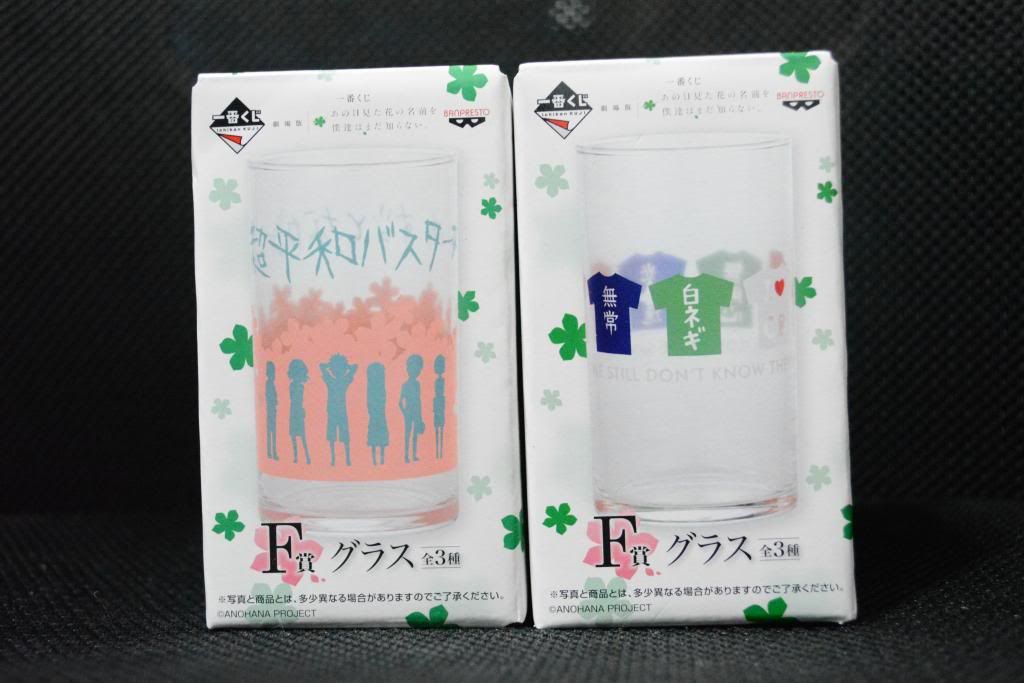 一番くじ
Ichiban KUJI
一番くじ
劇場版
あの日見た花の名前を
僕達はまだ知らない。
BANPRESTO
超平和バスター
F賞 グラス 全3種
※写真と商品とは、多少異なる場合がありますのでご了承ください。
©ANOHANA PROJECT
一番くじ
Ichiban KUJI
一番くじ
劇場版
あの日見た花の名前を
僕達はまだ知らない。
BANPRESTO
無常
白ネギ
STILL DON'T KNOW THE
F賞 グラス 全3種
※写真と商品とは、多少異なる場合がありますのでご了承ください。
©ANOHANA PROJECT